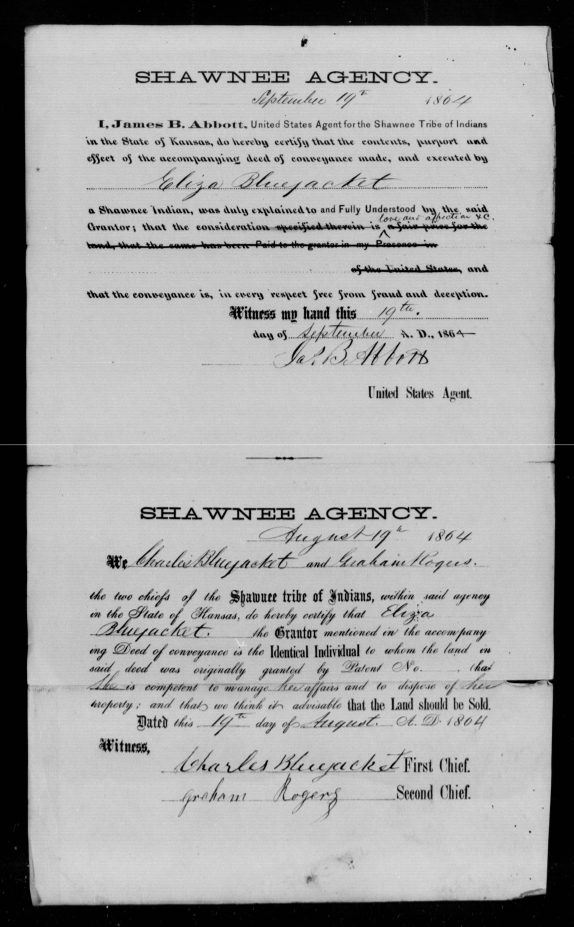 SHAWNEE AGENCY.
September 19th 1864
I, James B. Abbott, United States Agent for the Shawnee Tribe of Indians
in the State of Kansas, do hereby certify that the contents, purport and
effect of the accompanying deed of conveyance made, and executed by
Eliza Bluejacket
a Shawnee Indian, was duly explained to and Fully Understood by the said
love and affection &C.
Grantor; that the consideration specified therein is a fair price for the
land, that the same has been Paid to the grantor in my Presence in
of the United States, and
that the conveyance is, in every respect free from fraud and deception.
Witness my hand this 19th.
day of September A. D., 1864
Jas B. Abbott
United States Agent.
SHAWNEE AGENCY.
August 19th 1864
We, Charles Bluejacket and Graham Rogers.
the two chiefs of the Shawnee tribe of Indians, within said agency
in the State of Kansas, do hereby certify that Eliza
Bluejacket. the Grantor mentioned in the accompany
ing Deed of conveyance is the Identical Individual to whom the land in
said deed was originally granted by Patent No. that
She is competent to manage her affairs and to dispose of her
property; and that we think it advisable that the Land should be Sold.
Dated this 19th day of August. A. D. 1864
Witness,
Charles Bluejacket First Chief.
graham Rogers Second Chief.